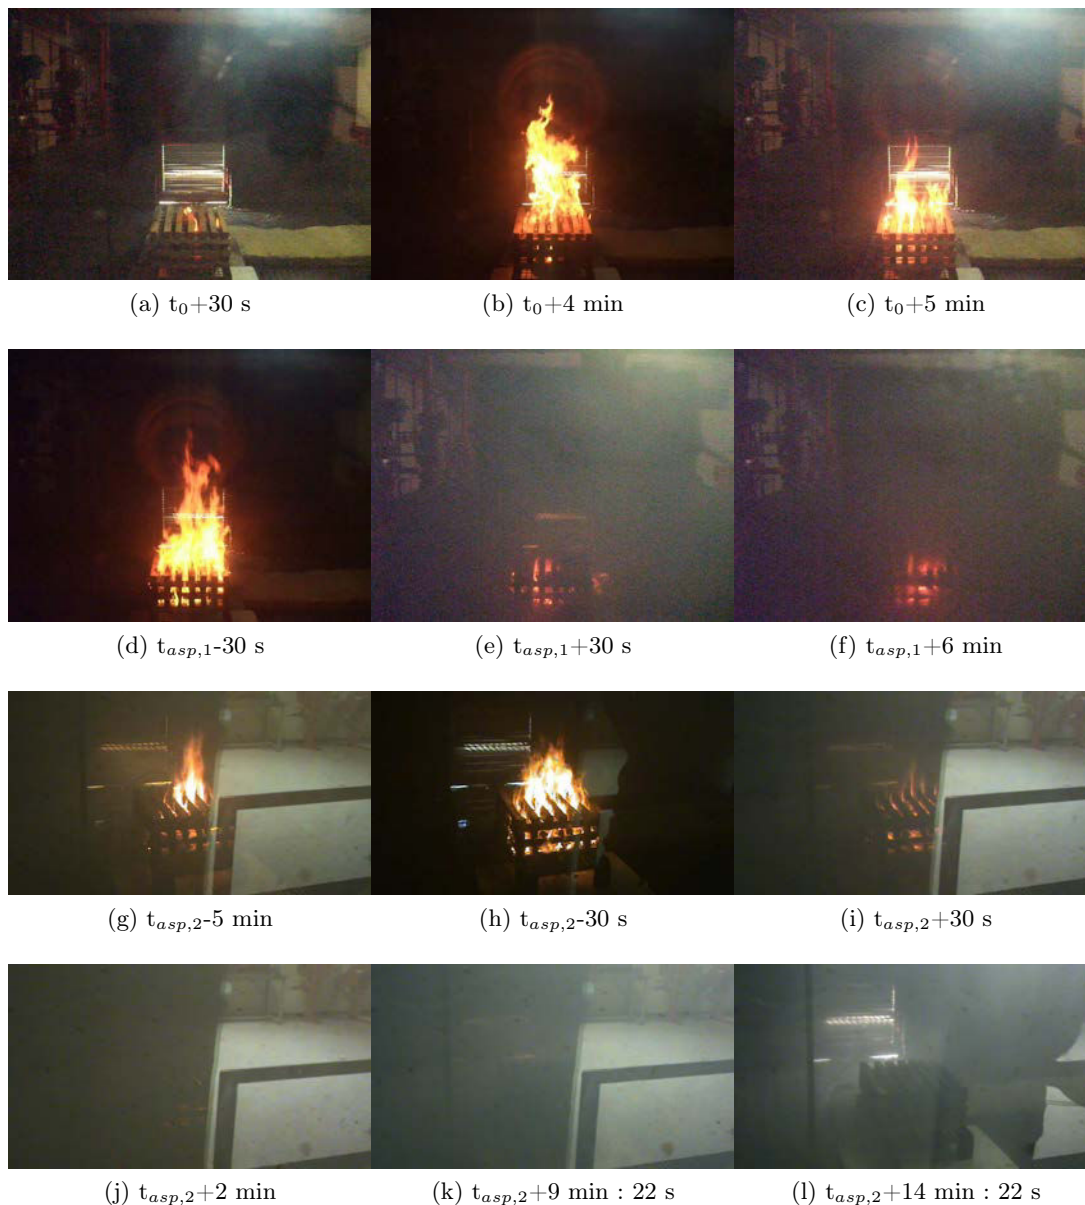 (a) t₀+30 s
(b) t₀+4 min
(c) t₀+5 min
(d) tₐₛₚ,₁-30 s
(e) tₐₛₚ,₁+30 s
(f) tₐₛₚ,₁+6 min
(g) tₐₛₚ,₂-5 min
(h) tₐₛₚ,₂-30 s
(i) tₐₛₚ,₂+30 s
(j) tₐₛₚ,₂+2 min
(k) tₐₛₚ,₂+9 min : 22 s
(l) tₐₛₚ,₂+14 min : 22 s